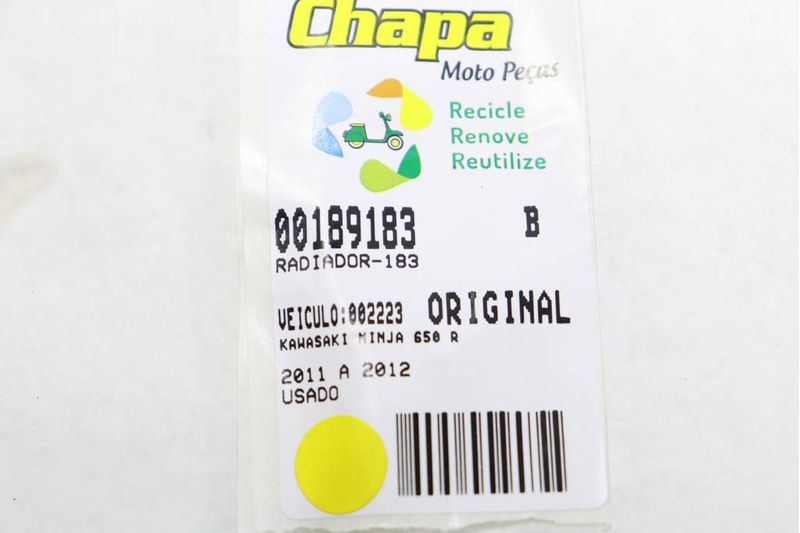 Chapa
Moto Peças
Recicle
Renove
Reutilize
00189183 B
RADIADOR-183
VEICULO:002223 ORIGINAL
KAWASAKI NINJA 650 R
2011 A 2012
USADO